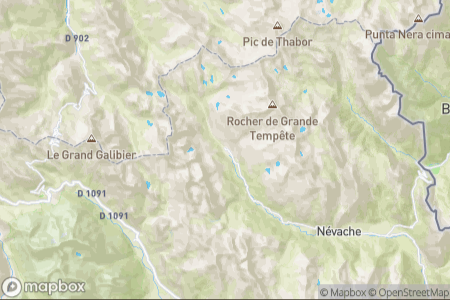 Pic de Thabor
Punta Nera cima
D 902
B
Rocher de Grande
Tempête
Le Grand Galibier
D 1091
D 1091
Névache
mapbox
© Mapbox © OpenStreetMap